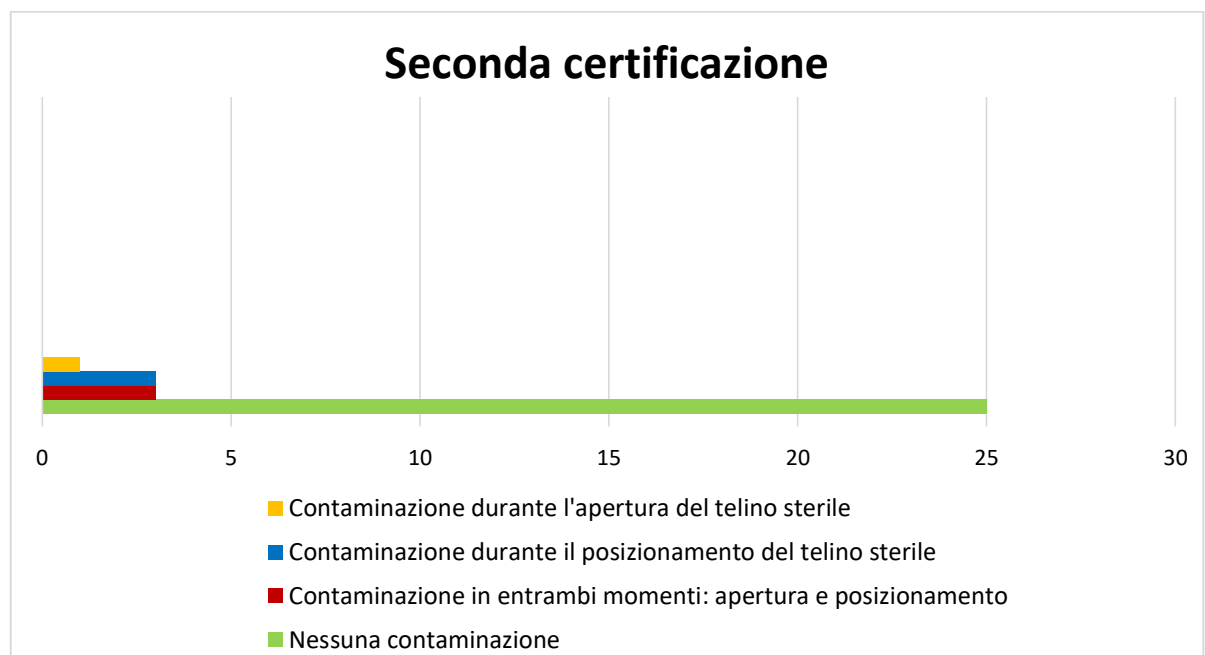 Seconda certificazione
0 5 10 15 20 25 30
Contaminazione durante l'apertura del telino sterile
Contaminazione durante il posizionamento del telino sterile
Contaminazione in entrambi momenti: apertura e posizionamento
Nessuna contaminazione